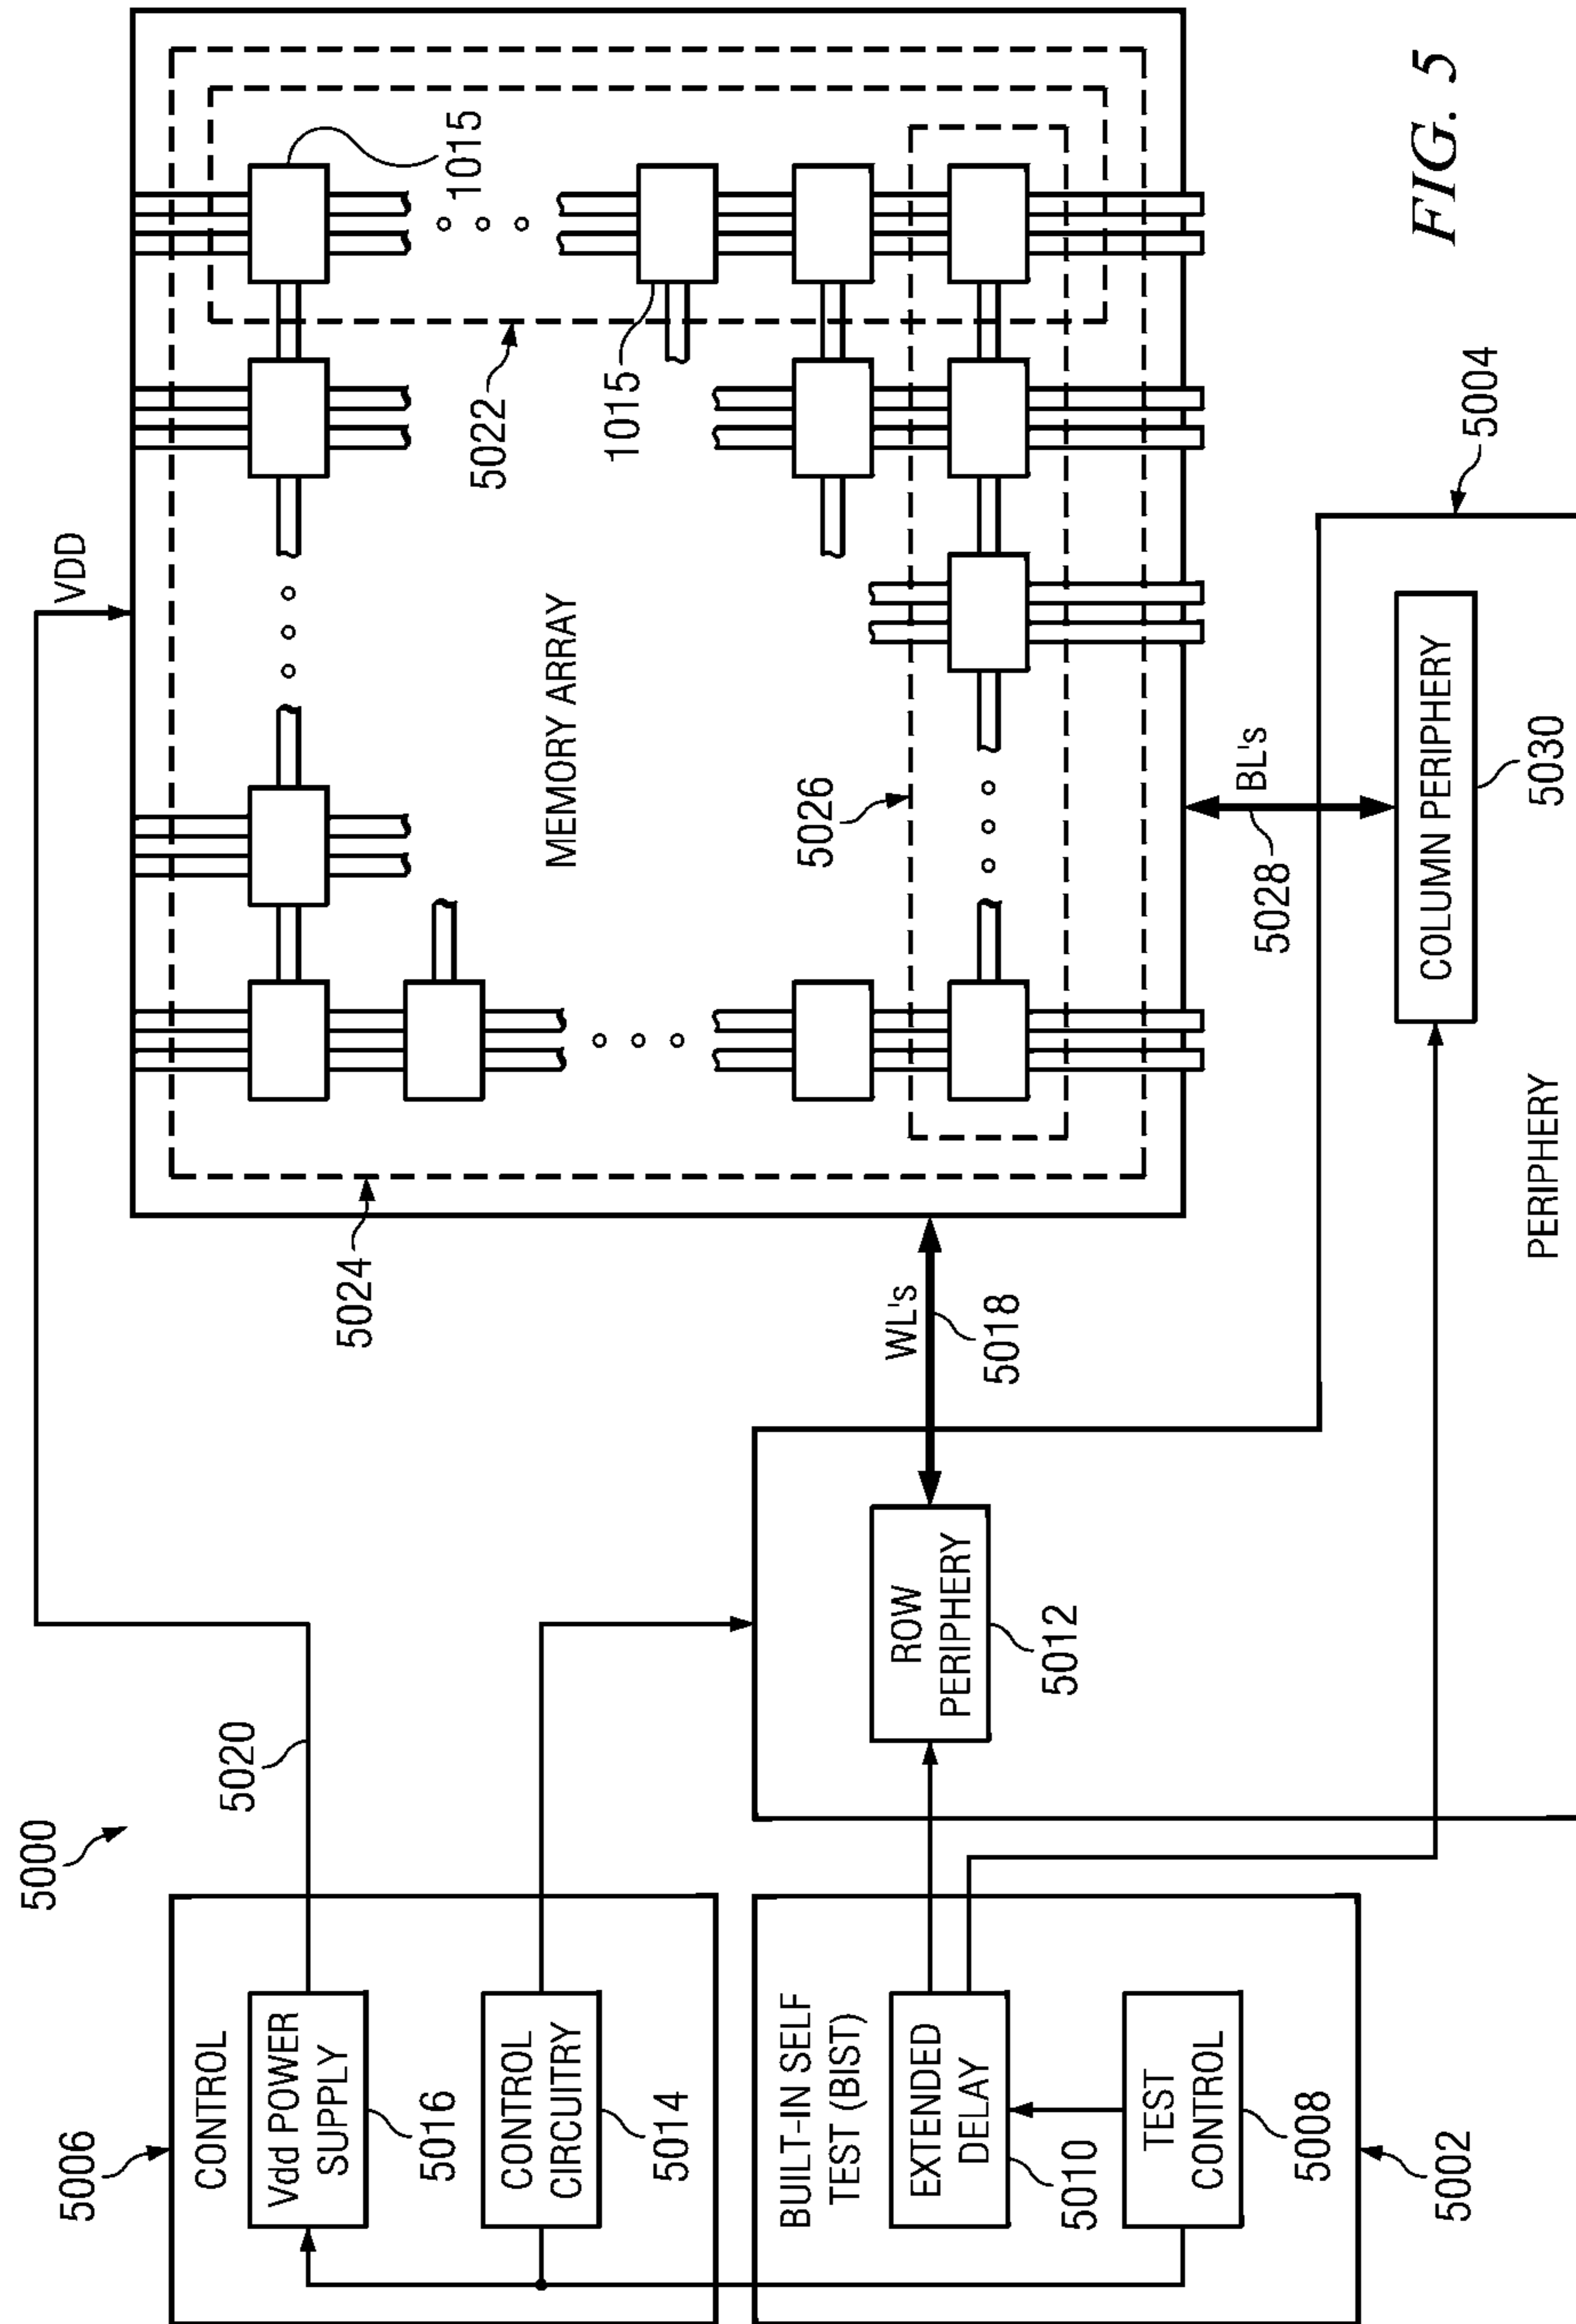 5000
5006
CONTROL
Vdd POWER
SUPPLY
5016
CONTROL
CIRCUITRY
5014
5020
VDD
BUILT-IN SELF
TEST (BIST)
EXTENDED
DELAY
5010
TEST
CONTROL
5008
5002
ROW
PERIPHERY
5012
WL's
5018
5024
MEMORY ARRAY
1015
5022
1015
5026
BL's
5028
5004
COLUMN PERIPHERY
5030
PERIPHERY
FIG. 5